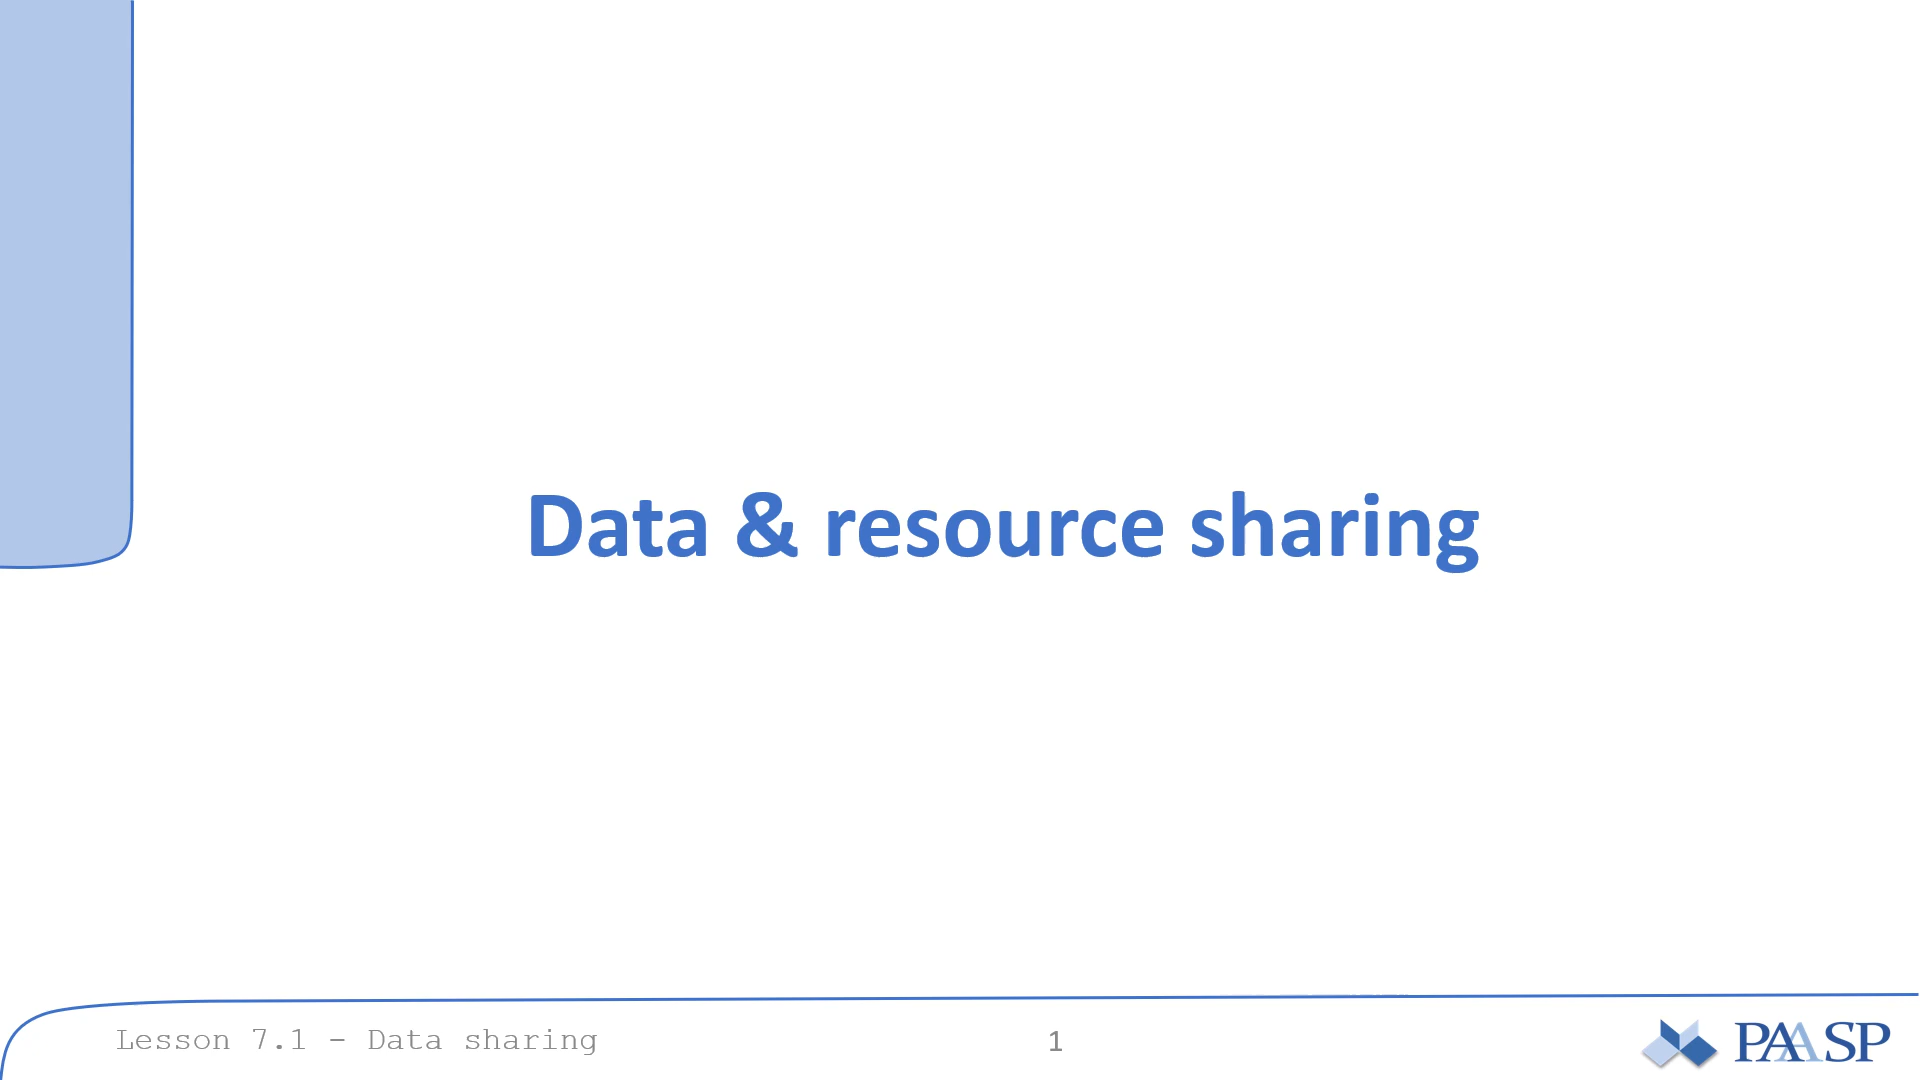 Data & resource sharing
Lesson 7.1 - Data sharing
1
PAASP